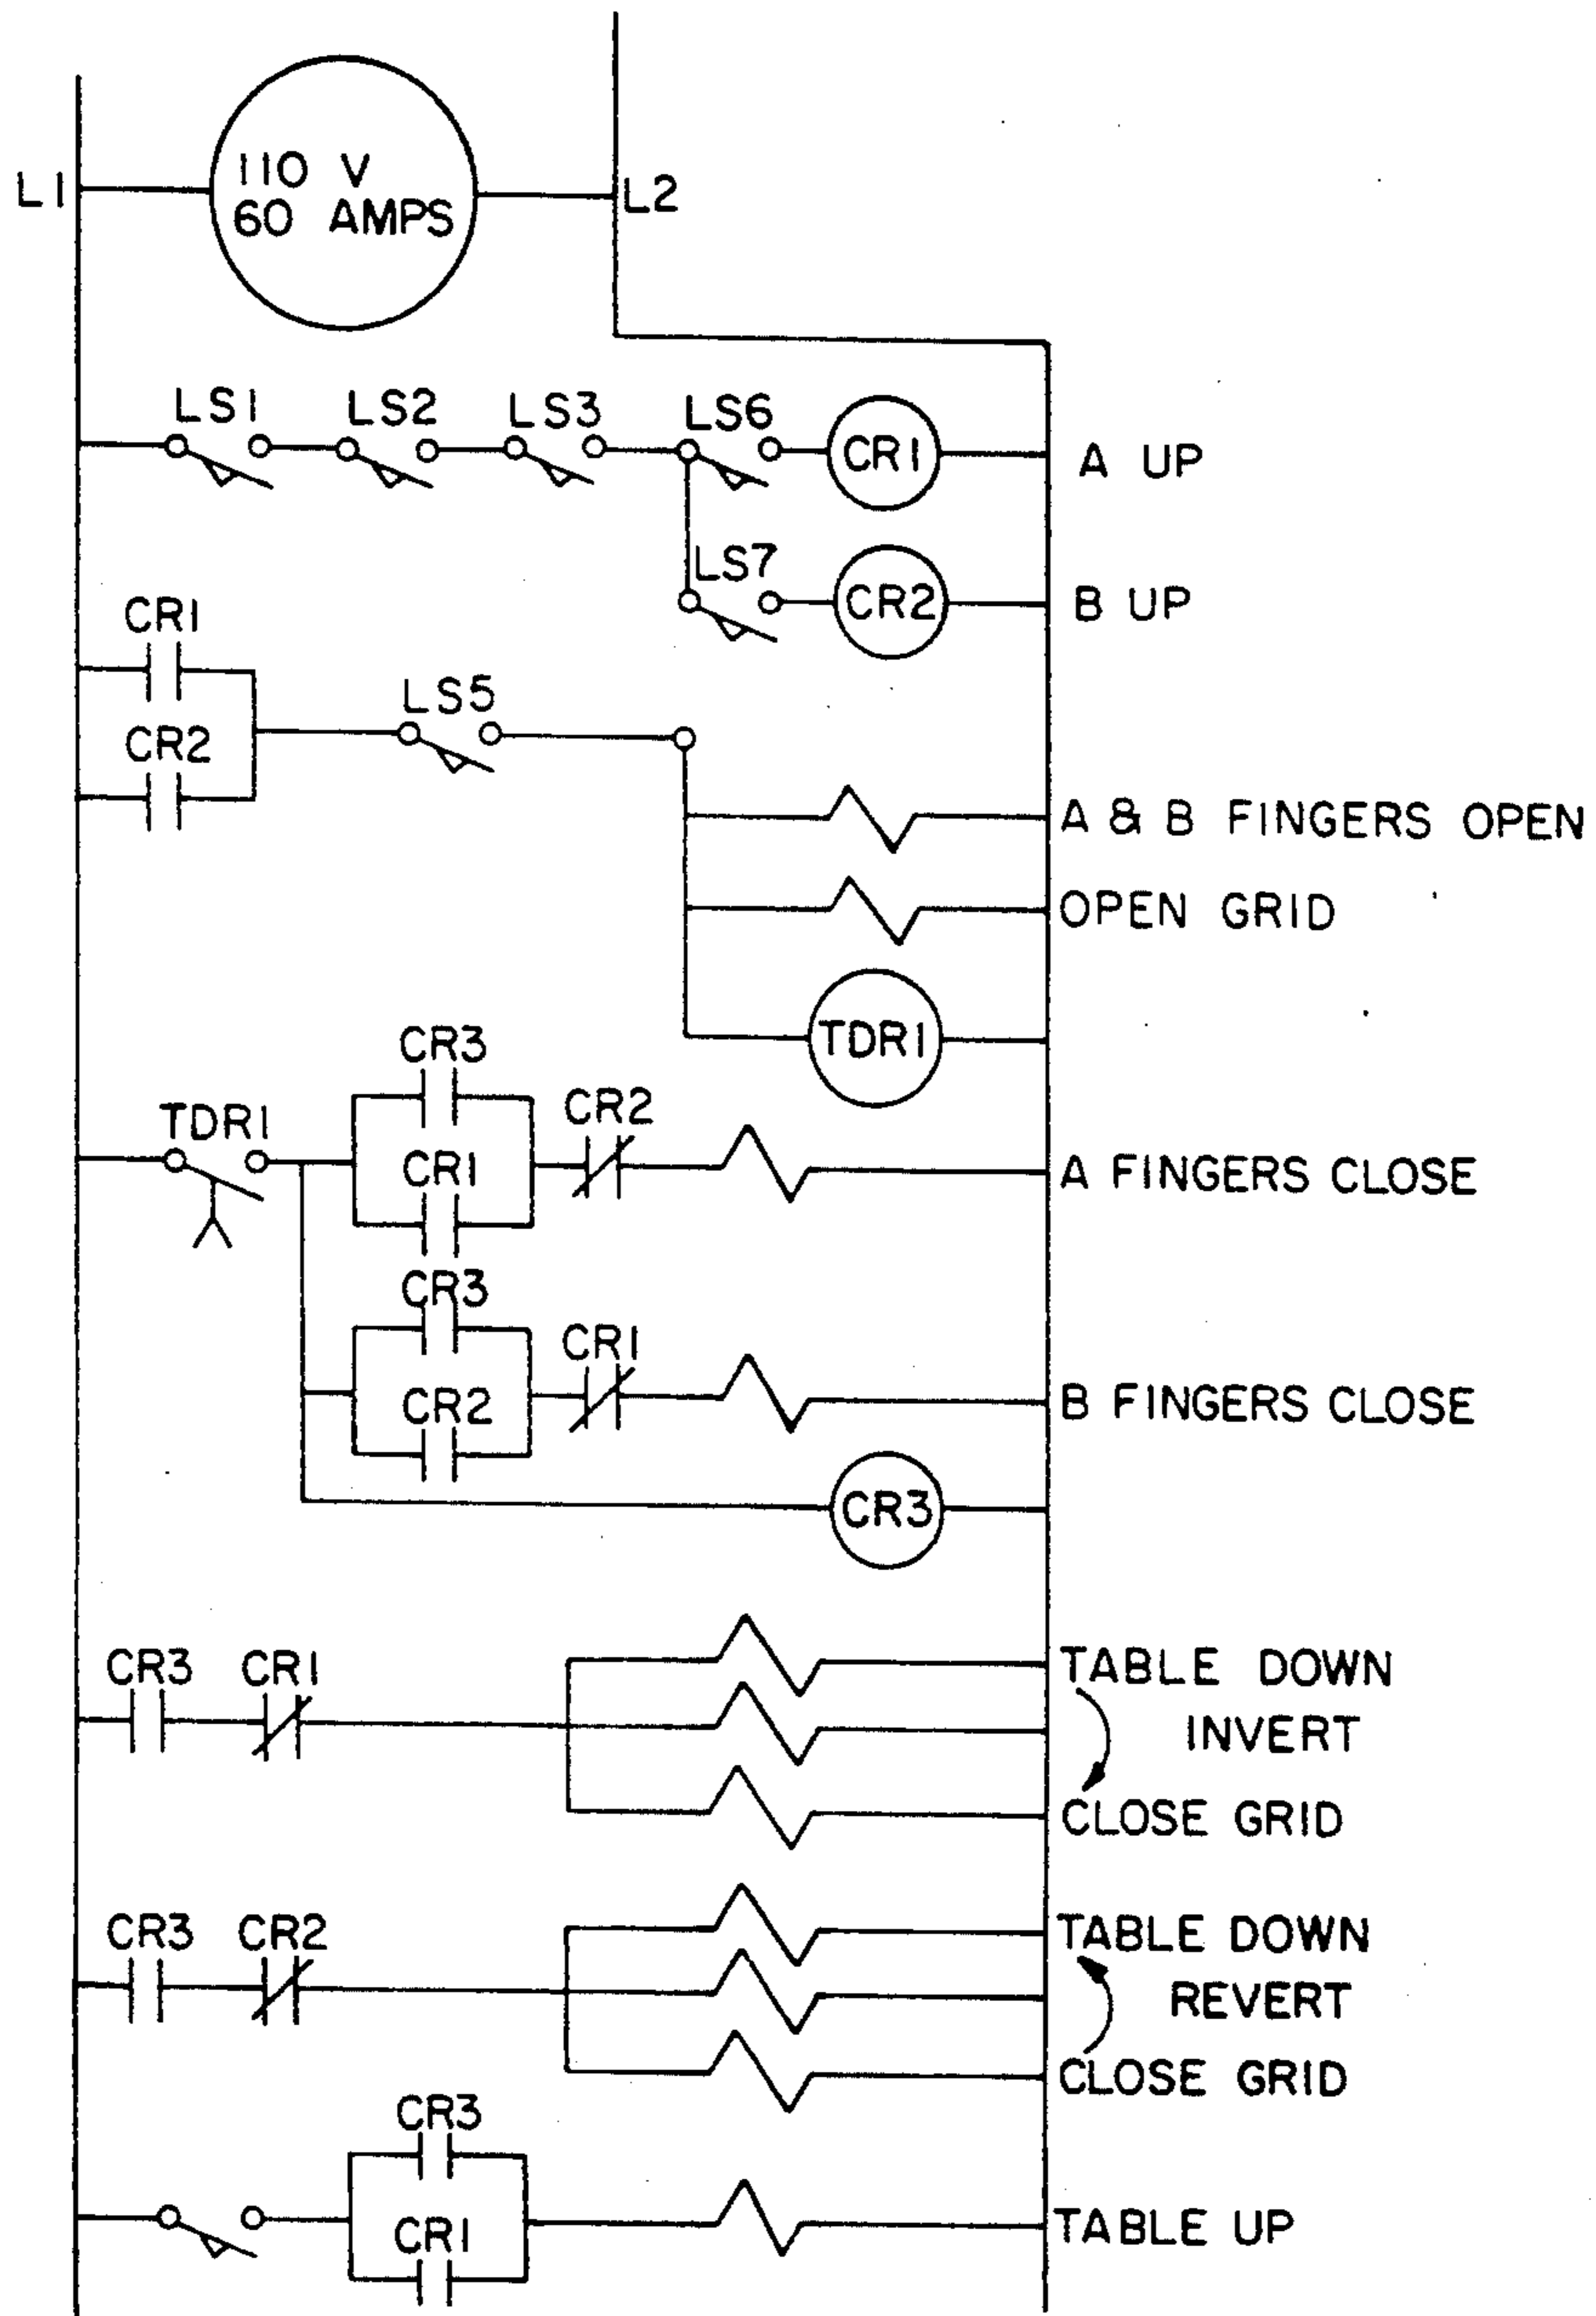 110 V
60 AMPS
L1
L2
LS1 LS2 LS3 LS6
CR1
A UP
LS7
CR2
B UP
CR1
LS5
CR2
A & B FINGERS OPEN
OPEN GRID
TDR1
CR3
TDR1
CR2
CR1
A FINGERS CLOSE
CR3
CR1
CR2
B FINGERS CLOSE
CR3
CR3 CR1
TABLE DOWN
INVERT
CLOSE GRID
CR3 CR2
TABLE DOWN
REVERT
CLOSE GRID
CR3
CR1
TABLE UP